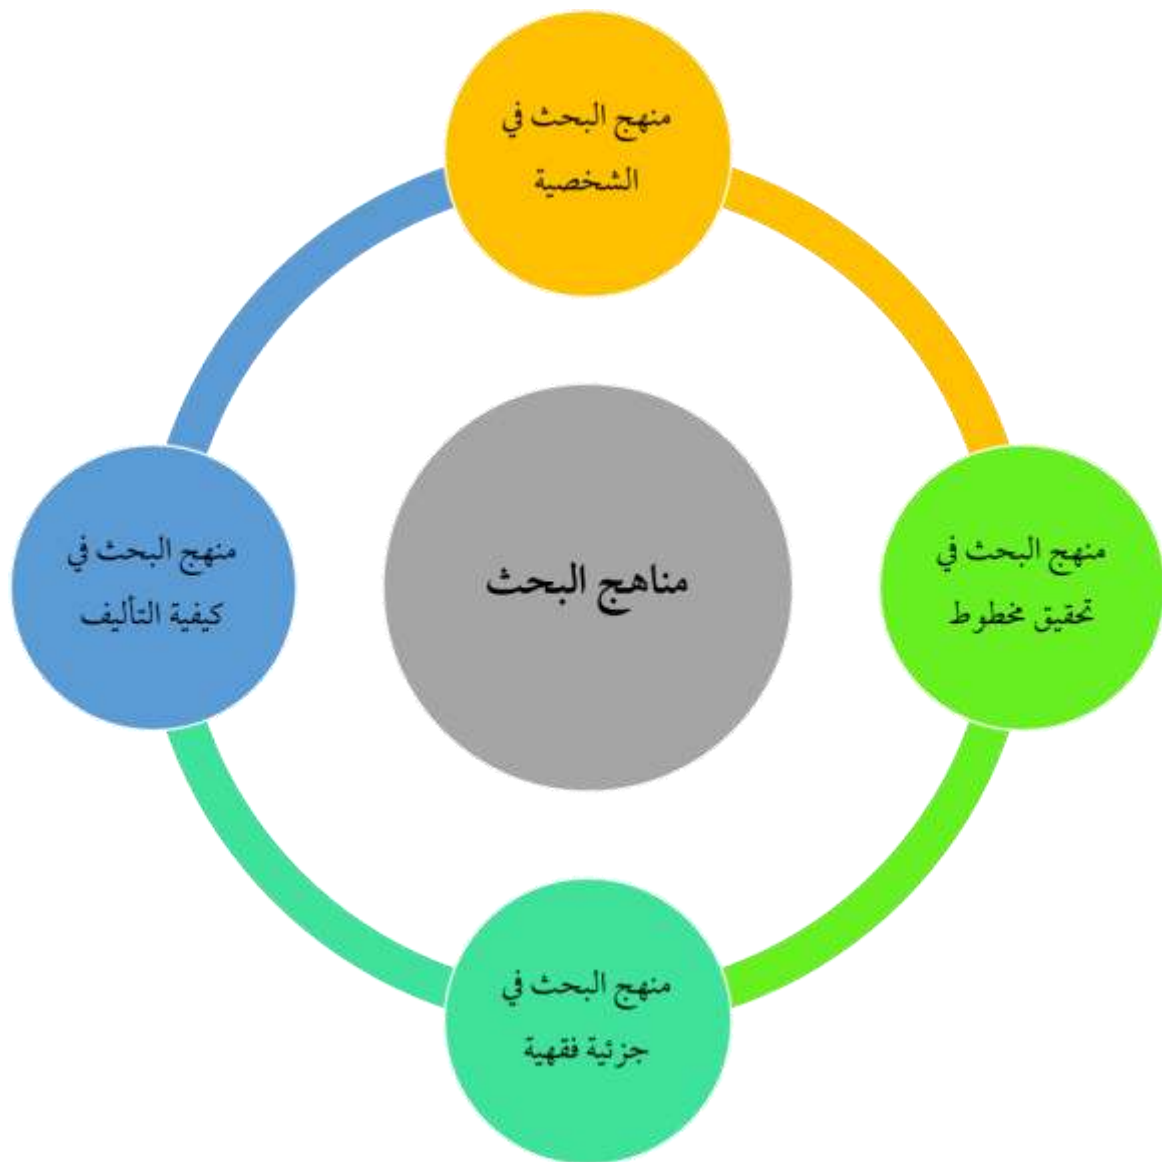 منهج البحث في
الشخصية
منهج البحث في
تحقيق مخطوط
مناهج البحث
منهج البحث في
كيفية التأليف
منهج البحث في
جزئية فقهية